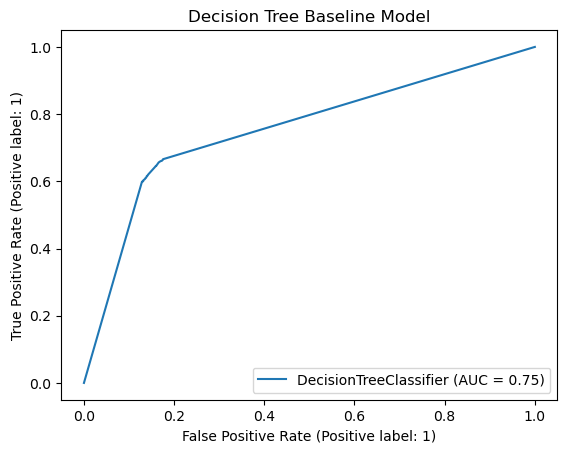 Decision Tree Baseline Model
True Positive Rate (Positive label: 1)
1.0
0.8
0.6
0.4
0.2
0.0
DecisionTreeClassifier (AUC = 0.75)
0.0 0.2 0.4 0.6 0.8 1.0
False Positive Rate (Positive label: 1)